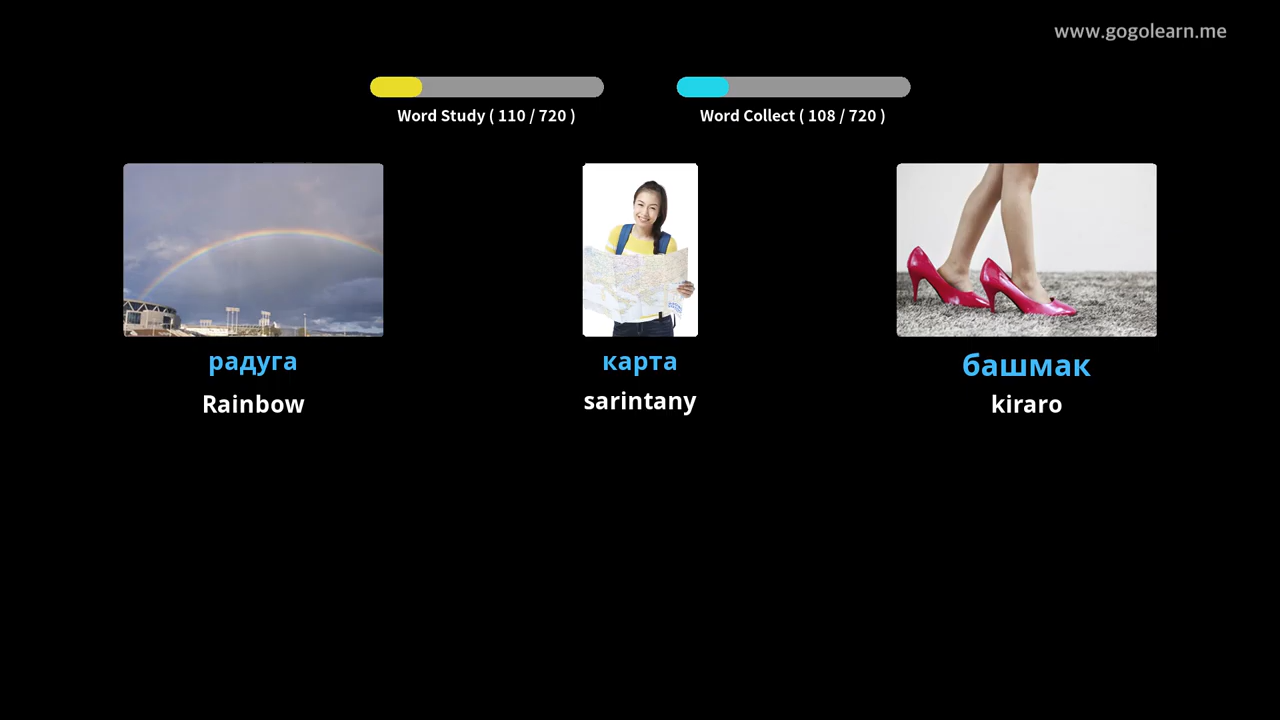 www.gogolearn.me
Word Study ( 110 / 720 )
Word Collect ( 108 / 720 )
радуга
Rainbow
карта
sarintany
башмак
kiraro